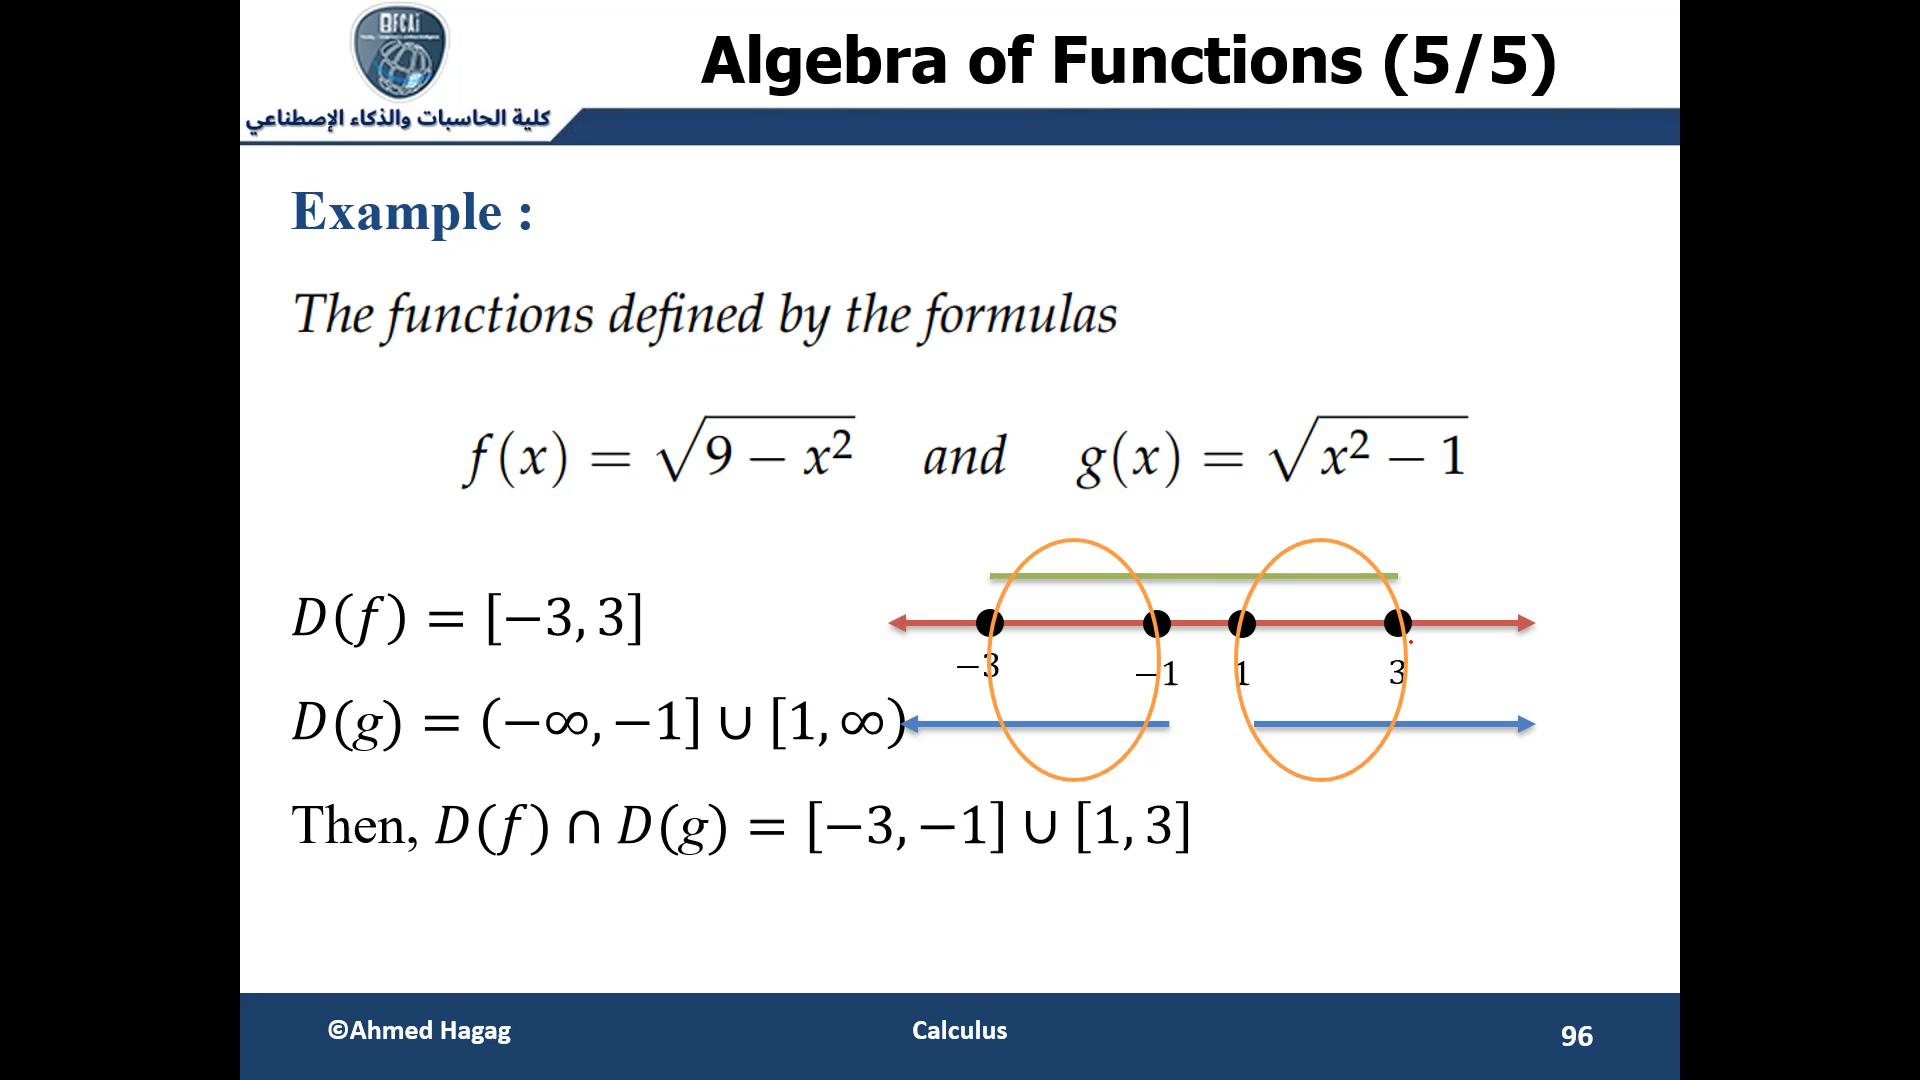 BFCAi
Algebra of Functions (5/5)
كلية الحاسبات والذكاء الإصطناعي
Example :
The functions defined by the formulas
f(x) = √(9 − x²) and g(x) = √(x² − 1)
D(f) = [−3, 3]
−3 −1 1 3
D(g) = (−∞, −1] ∪ [1, ∞)
Then, D(f) ∩ D(g) = [−3, −1] ∪ [1, 3]
©Ahmed Hagag Calculus 96